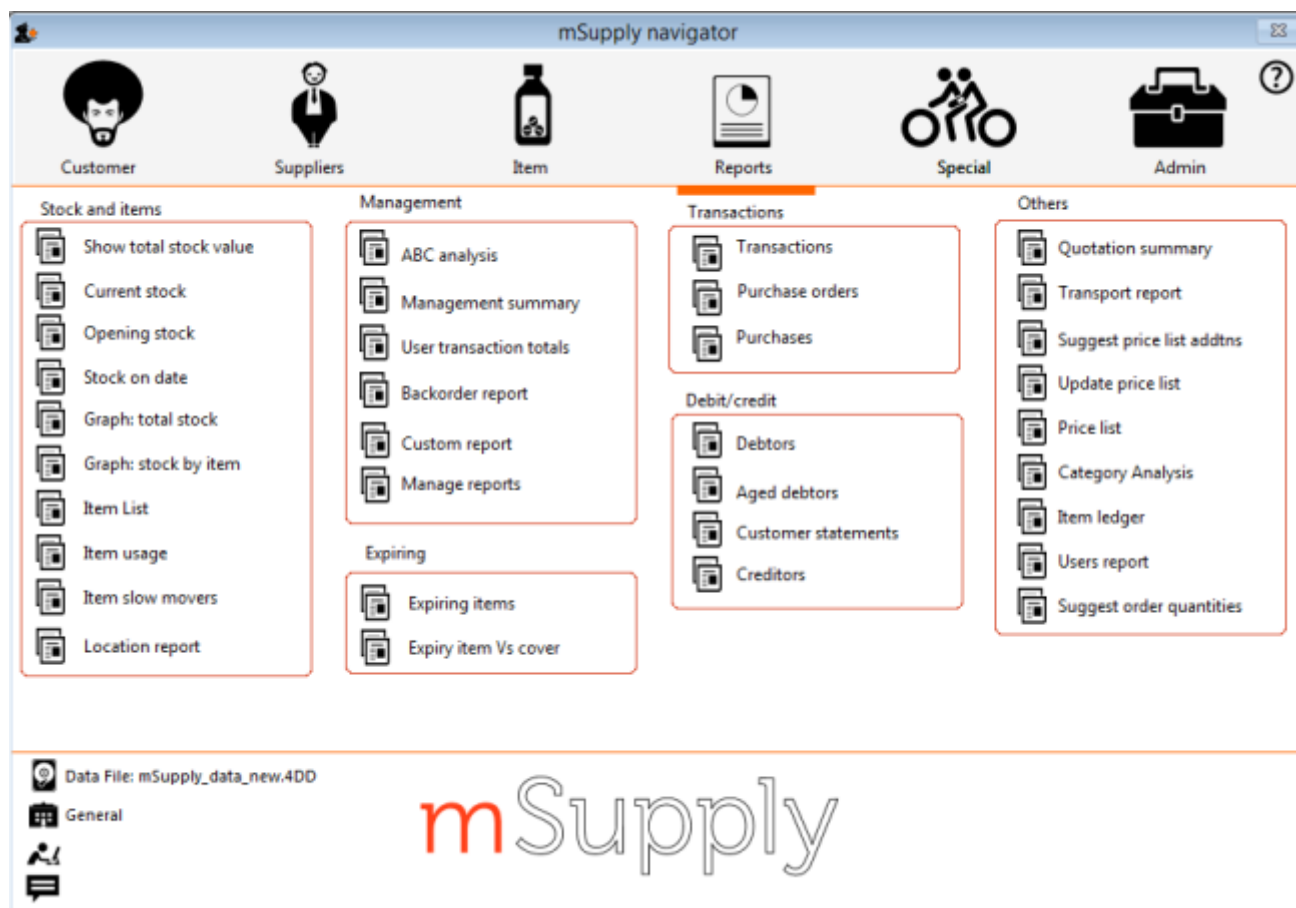 mSupply navigator
Customer
Suppliers
Item
Reports
Special
Admin
?
Stock and items
Show total stock value
Current stock
Opening stock
Stock on date
Graph: total stock
Graph: stock by item
Item List
Item usage
Item slow movers
Location report
Management
ABC analysis
Management summary
User transaction totals
Backorder report
Custom report
Manage reports
Expiring
Expiring items
Expiry item Vs cover
Transactions
Transactions
Purchase orders
Purchases
Debit/credit
Debtors
Aged debtors
Customer statements
Creditors
Others
Quotation summary
Transport report
Suggest price list addtns
Update price list
Price list
Category Analysis
Item ledger
Users report
Suggest order quantities
Data File: mSupply_data_new.4DD
General
mSupply